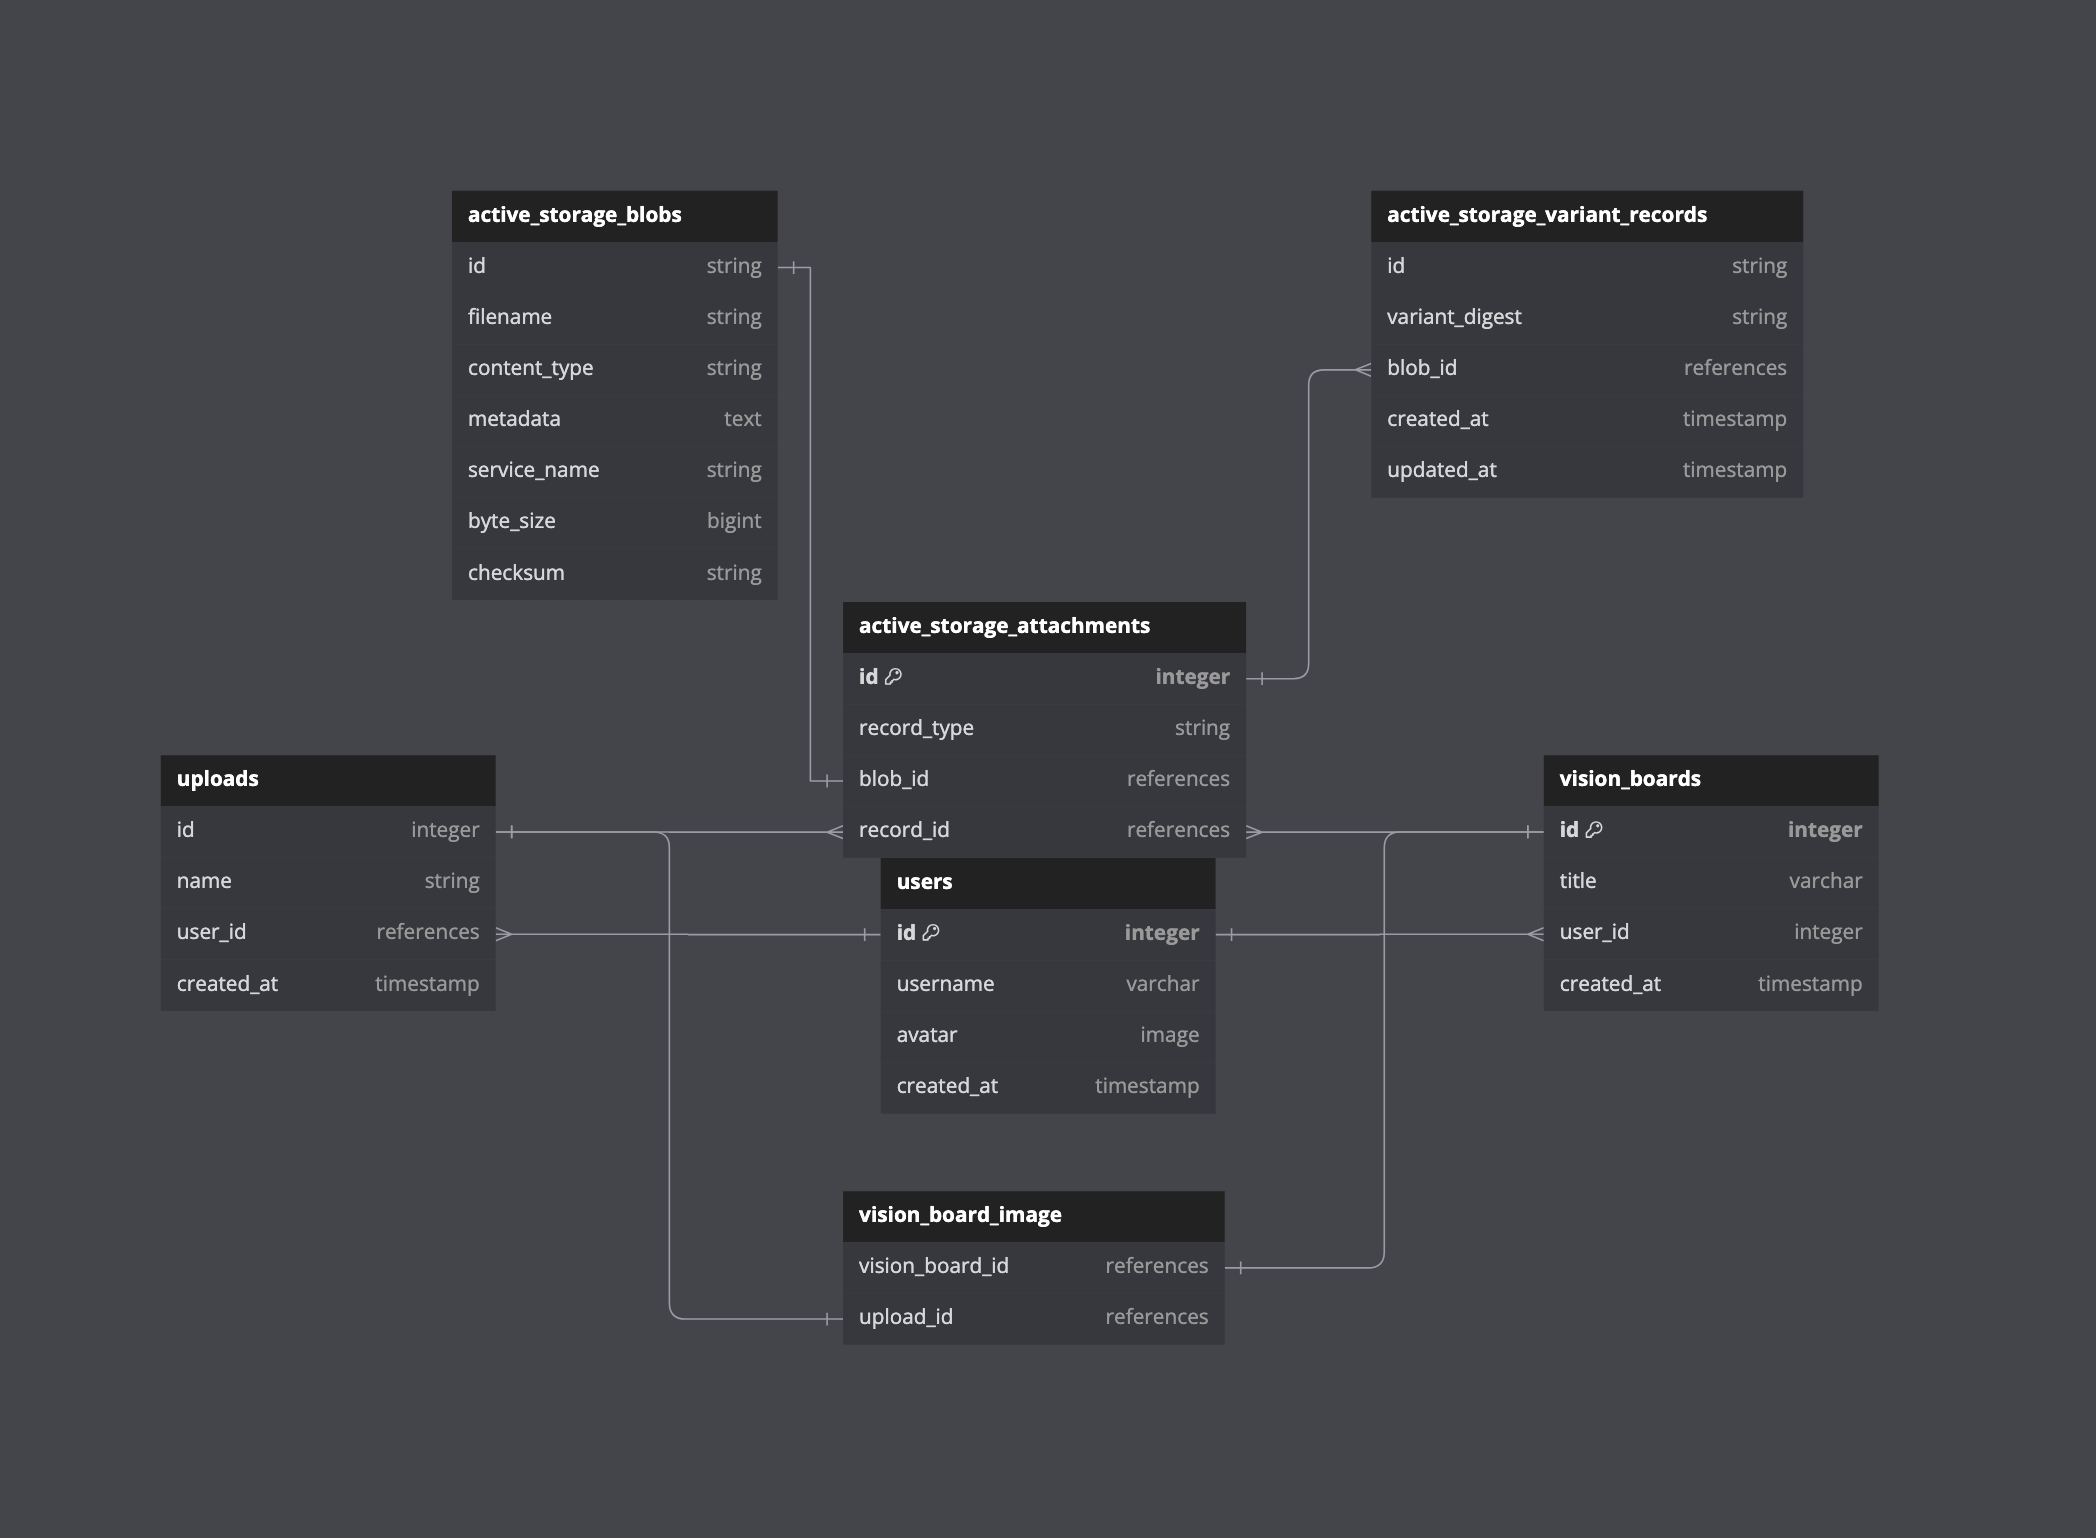 active_storage_blobs
id string
filename string
content_type string
metadata text
service_name string
byte_size bigint
checksum string
active_storage_variant_records
id string
variant_digest string
blob_id references
created_at timestamp
updated_at timestamp
active_storage_attachments
id integer
record_type string
blob_id references
record_id references
uploads
id integer
name string
user_id references
created_at timestamp
users
id integer
username varchar
avatar image
created_at timestamp
vision_boards
id integer
title varchar
user_id integer
created_at timestamp
vision_board_image
vision_board_id references
upload_id references